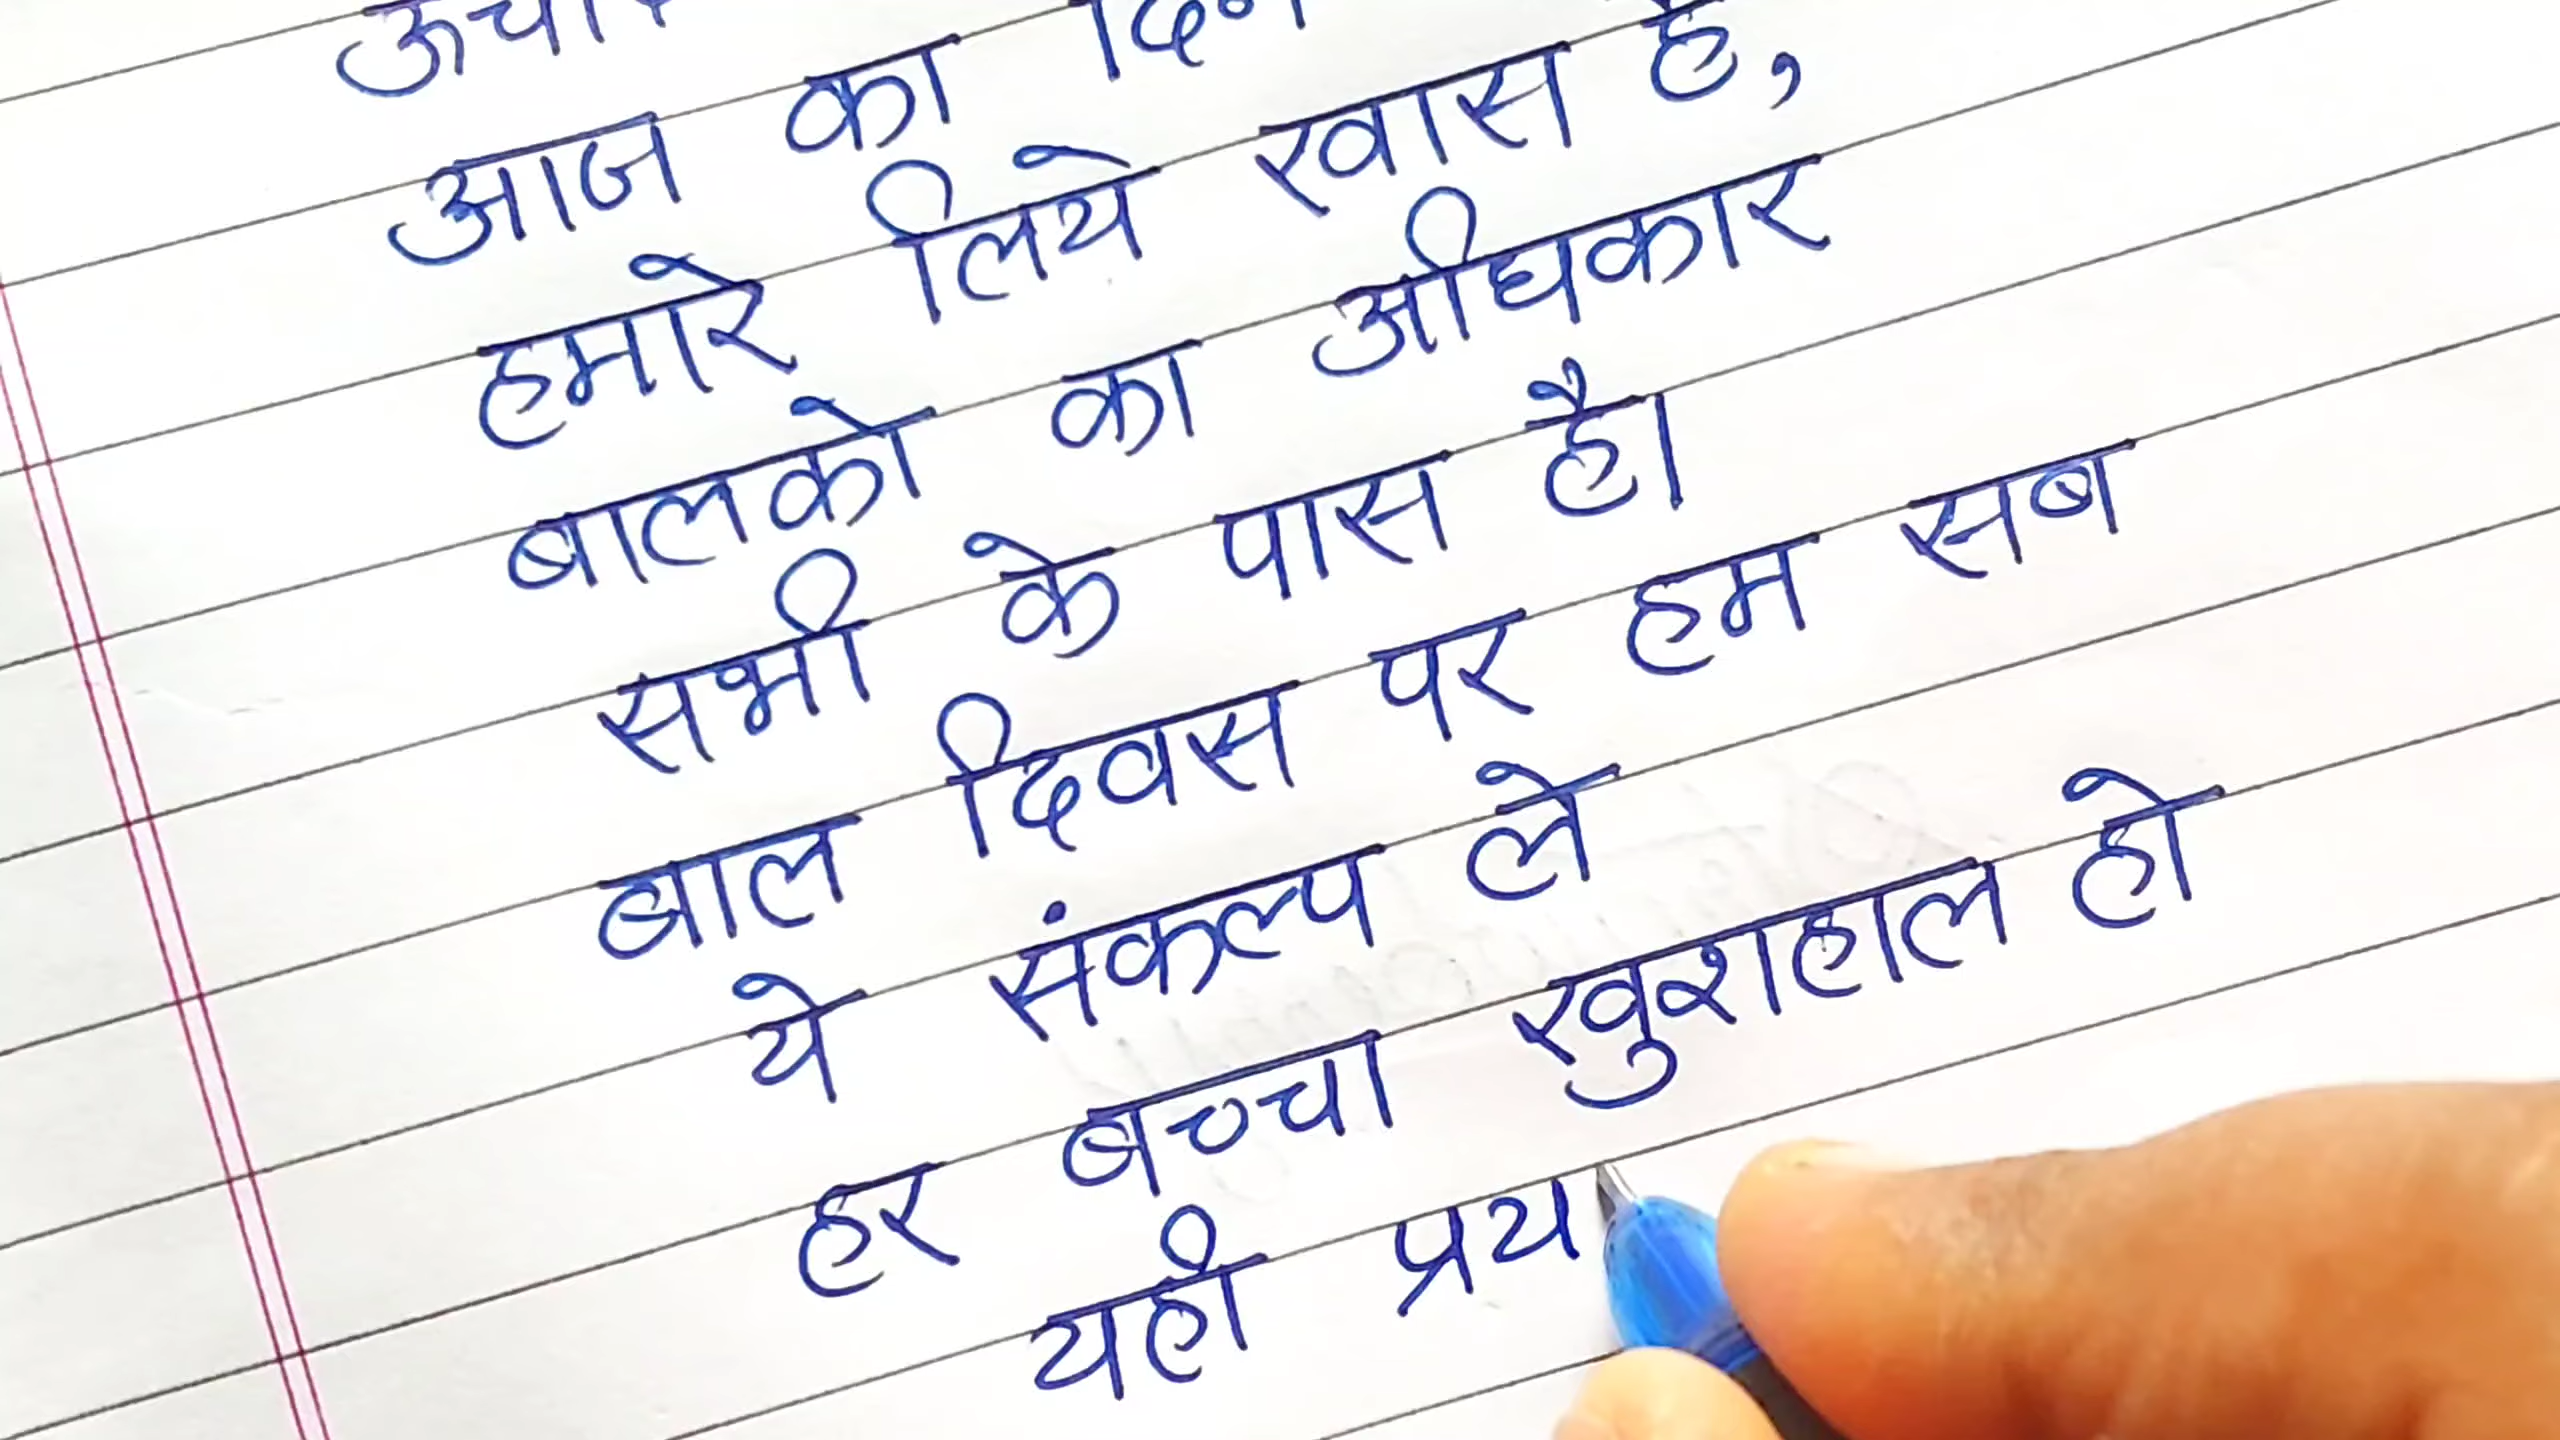 आज का दिन
हमारे लिये खास है,
बालको का अधिकार
सभी के पास है।
बाल दिवस पर हम सब
ये संकल्प ले
हर बच्चा खुशहाल हो
यही प्रय